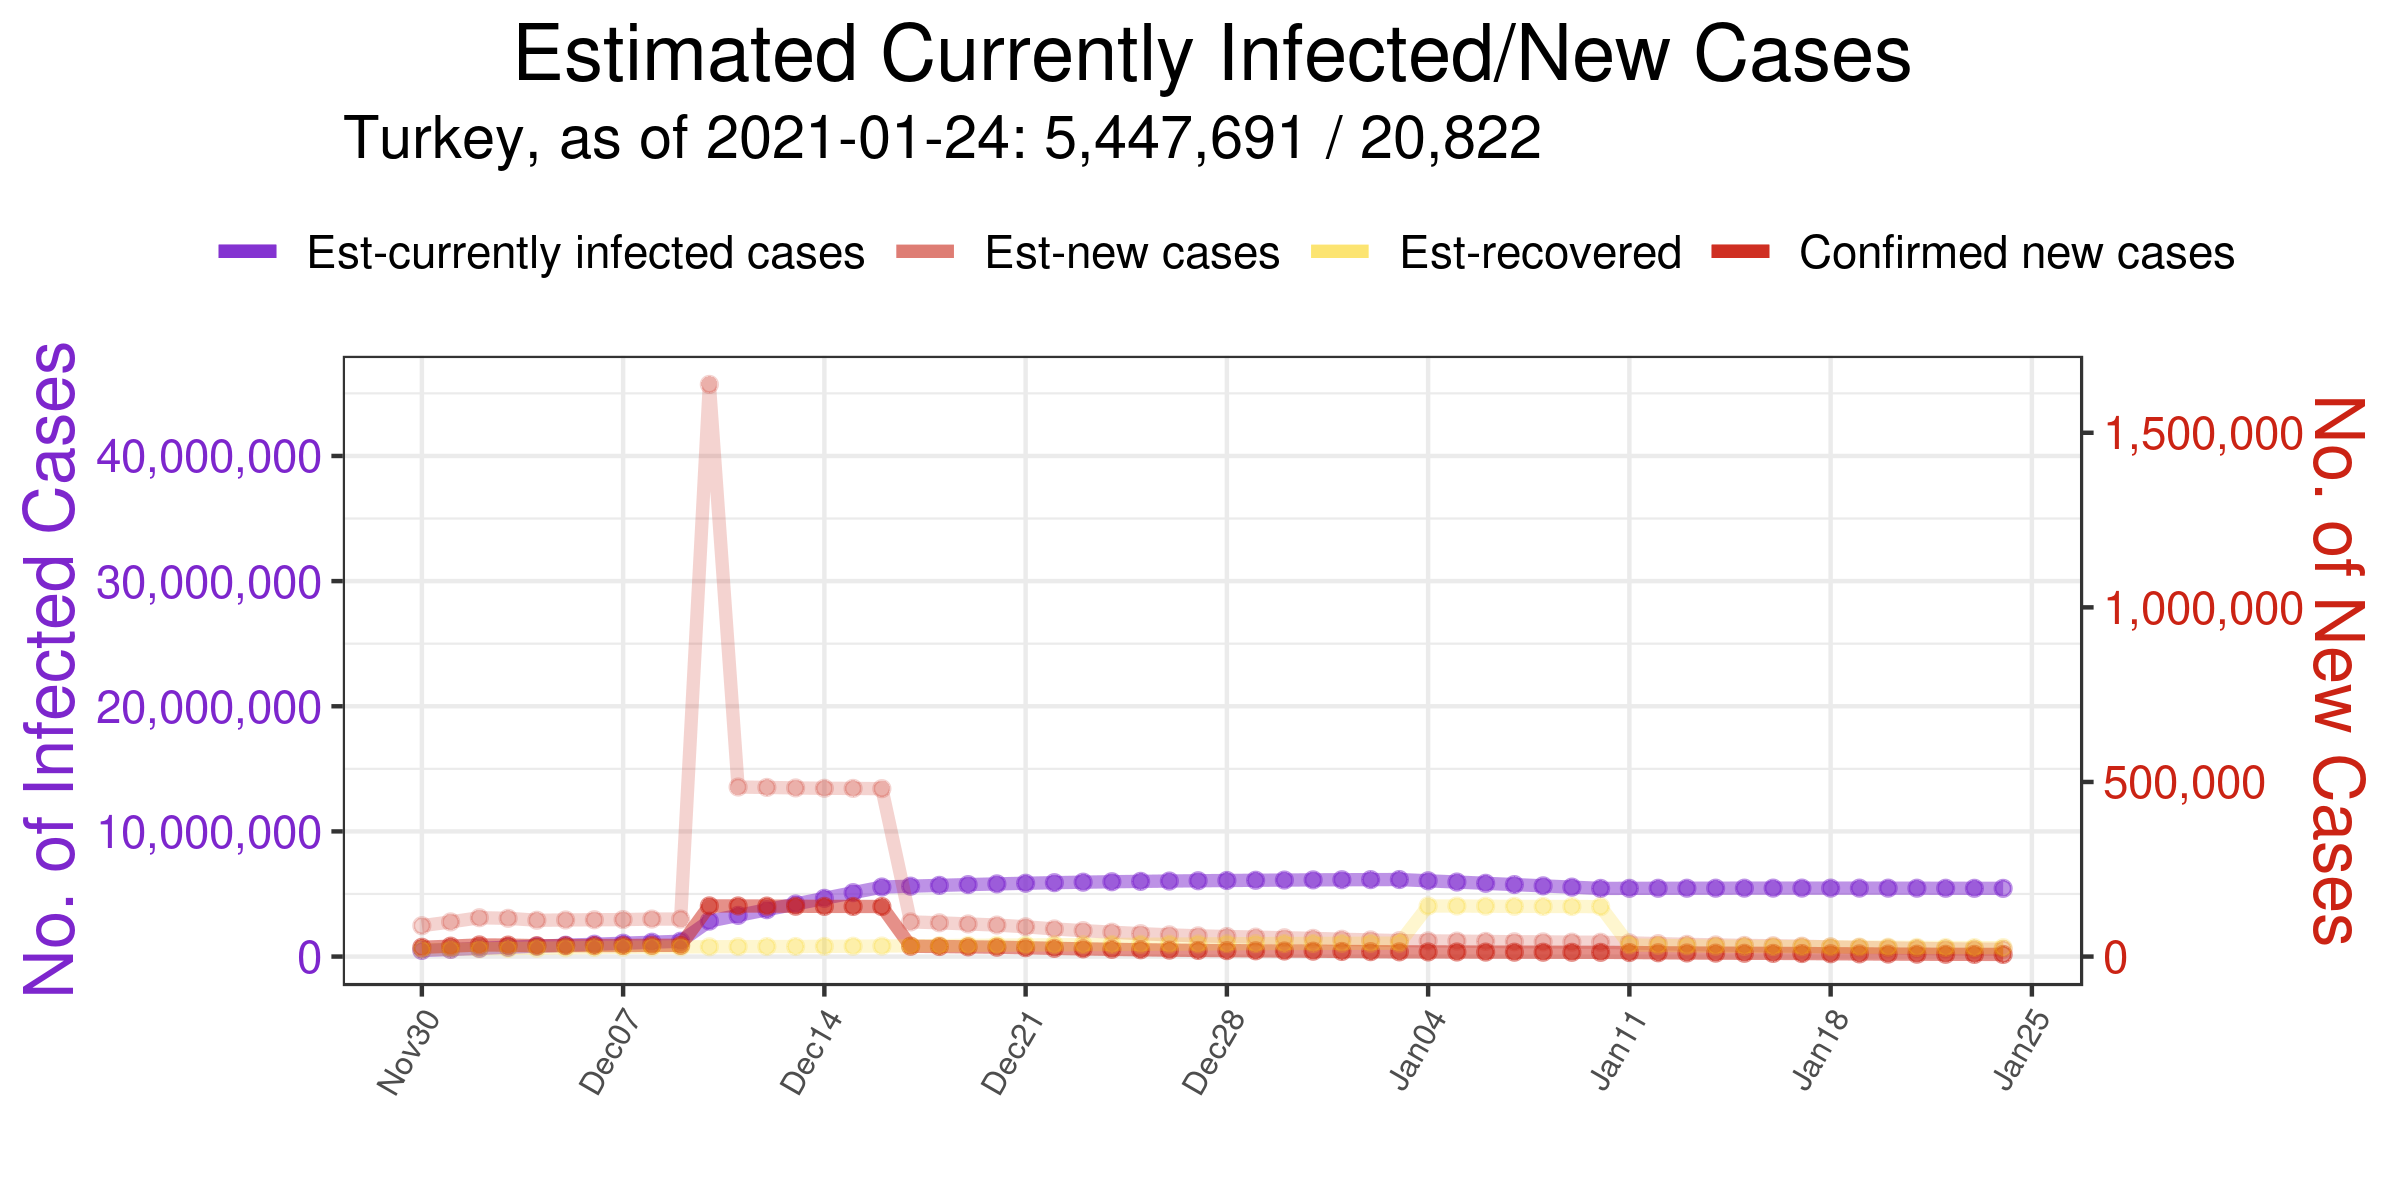 Estimated Currently Infected/New Cases
Turkey, as of 2021-01-24: 5,447,691 / 20,822
Est-currently infected cases Est-new cases Est-recovered Confirmed new cases
No. of Infected Cases
40,000,000
30,000,000
20,000,000
10,000,000
0
1,500,000
1,000,000
500,000
0
No. of New Cases
Nov30 Dec07 Dec14 Dec21 Dec28 Jan04 Jan11 Jan18 Jan25